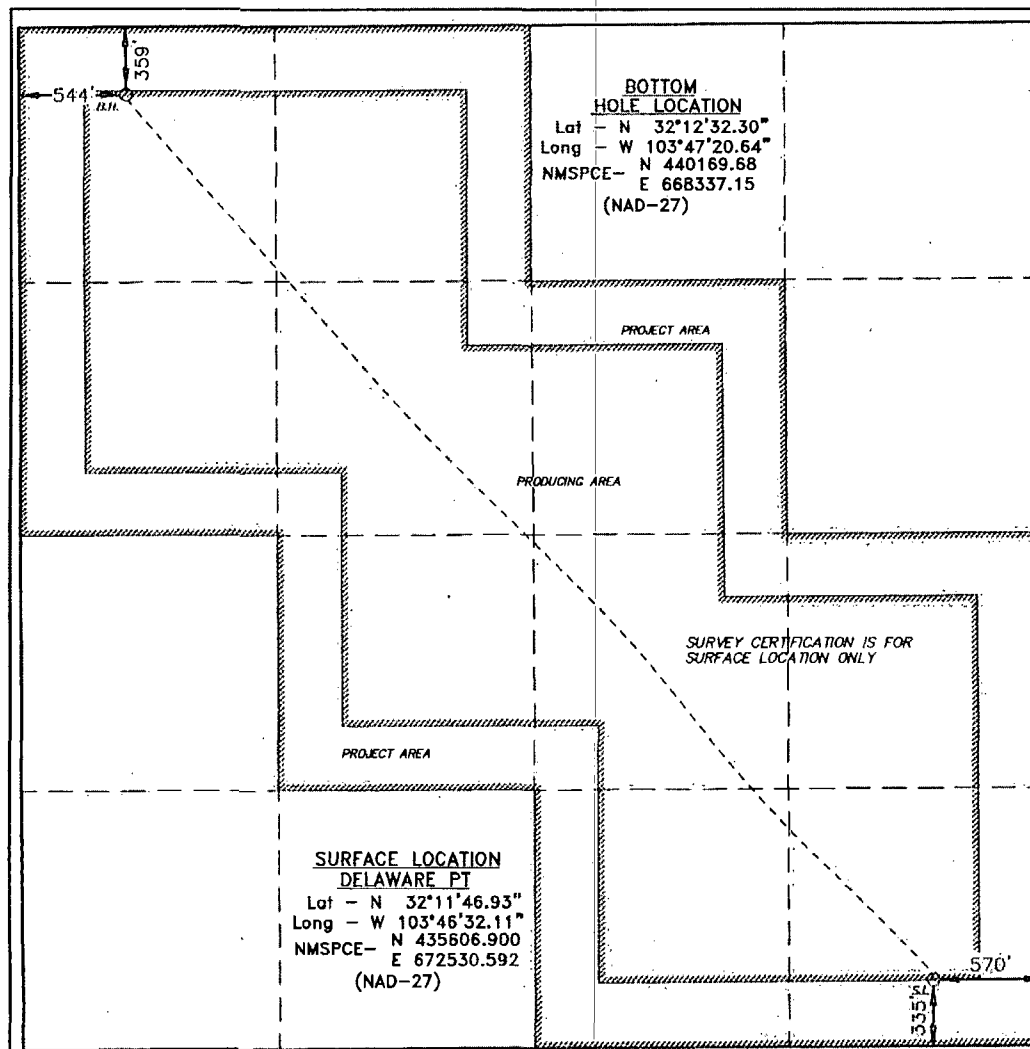 359'
544'
B.H.
BOTTOM
HOLE LOCATION
Lat - N 32°12'32.30"
Long - W 103°47'20.64"
NMSPCE- N 440169.68
E 668337.15
(NAD-27)
PROJECT AREA
PRODUCING AREA
SURVEY CERTIFICATION IS FOR
SURFACE LOCATION ONLY
PROJECT AREA
SURFACE LOCATION
DELAWARE PT
Lat - N 32°11'46.93"
Long - W 103°46'32.11"
NMSPCE- N 435606.900
E 672530.592
(NAD-27)
570'
S.L.
335'